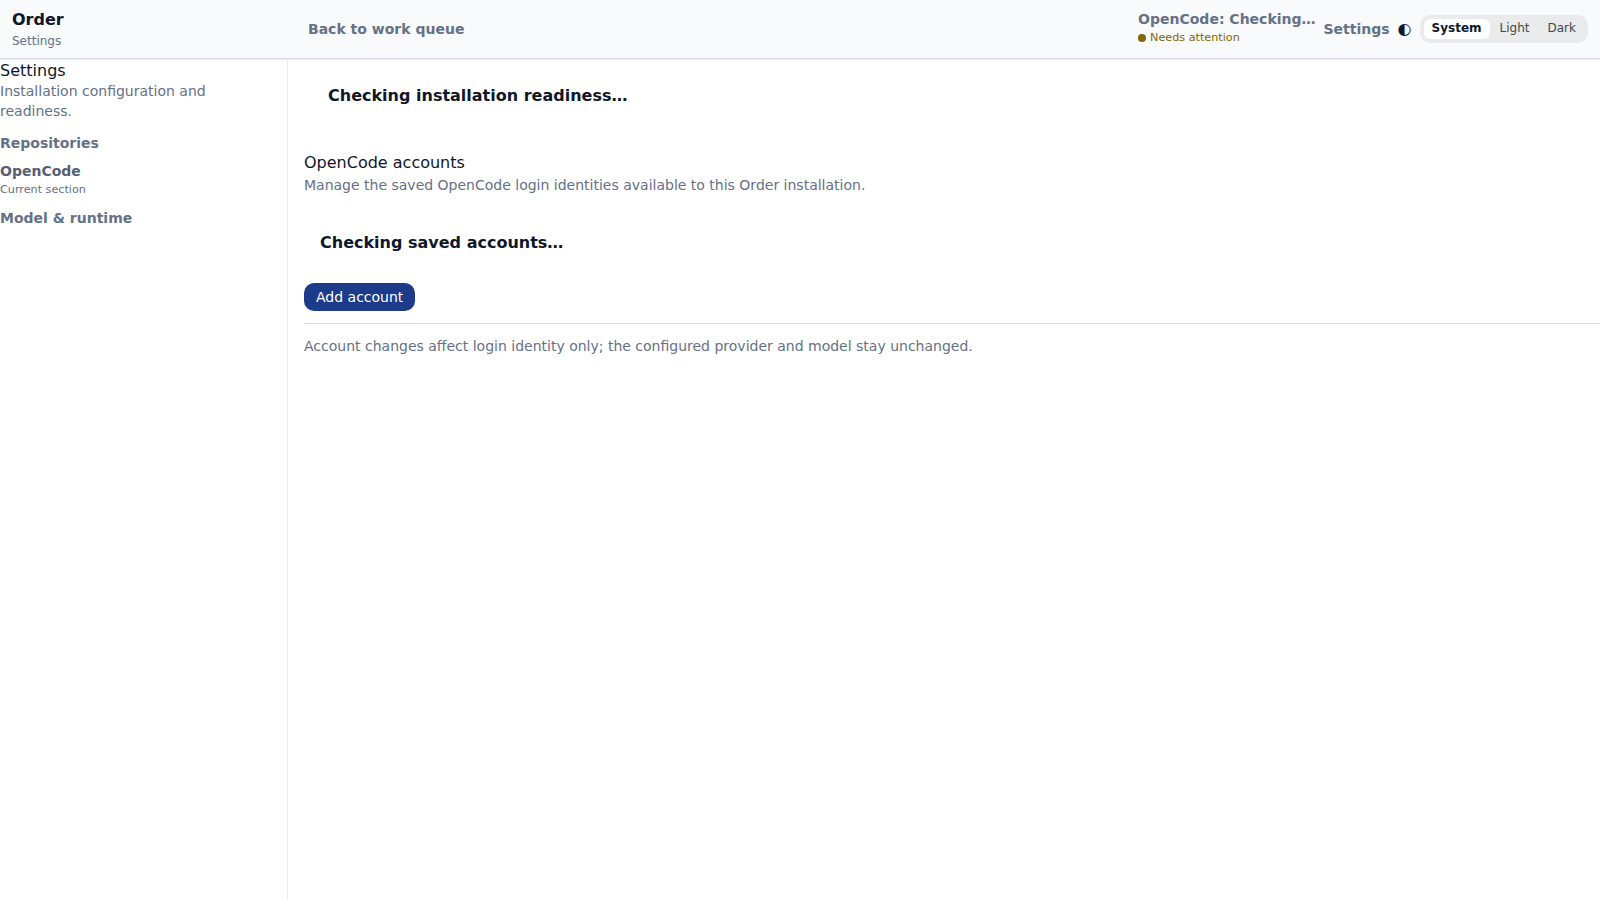 Order
Settings
Back to work queue
OpenCode: Checking…
Needs attention
Settings
System
Light
Dark
Settings
Installation configuration and
readiness.
Repositories
OpenCode
Current section
Model & runtime
Checking installation readiness…
OpenCode accounts
Manage the saved OpenCode login identities available to this Order installation.
Checking saved accounts…
Add account
Account changes affect login identity only; the configured provider and model stay unchanged.